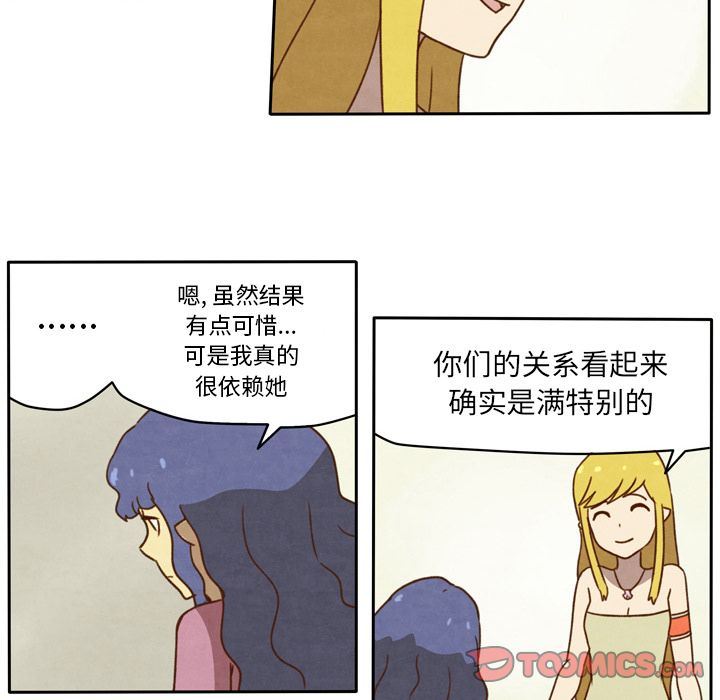 ……
嗯, 虽然结果
有点可惜...
可是我真的
很依赖她
你们的关系看起来
确实是满特别的
TOOMICS.COM